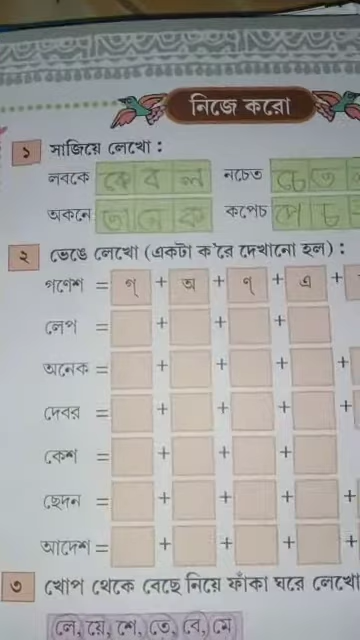 নিজে করো
১ সাজিয়ে লেখো :
লবকে কে ব ল নচেত চে ত
অকনে নে ক কপেচ পে চ
২ ভেঙে লেখো (একটা ক'রে দেখানো হল) :
গণেশ = গ্ + অ + ণ্ + এ +
লেপ = + + +
অনেক = + + + +
দেবর = + + + +
কেশ = + + +
ছেদন = + + + +
আদেশ = + + + +
৩ খোপ থেকে বেছে নিয়ে ফাঁকা ঘরে লেখো
লে, য়ে, শে, তে, বে, মে